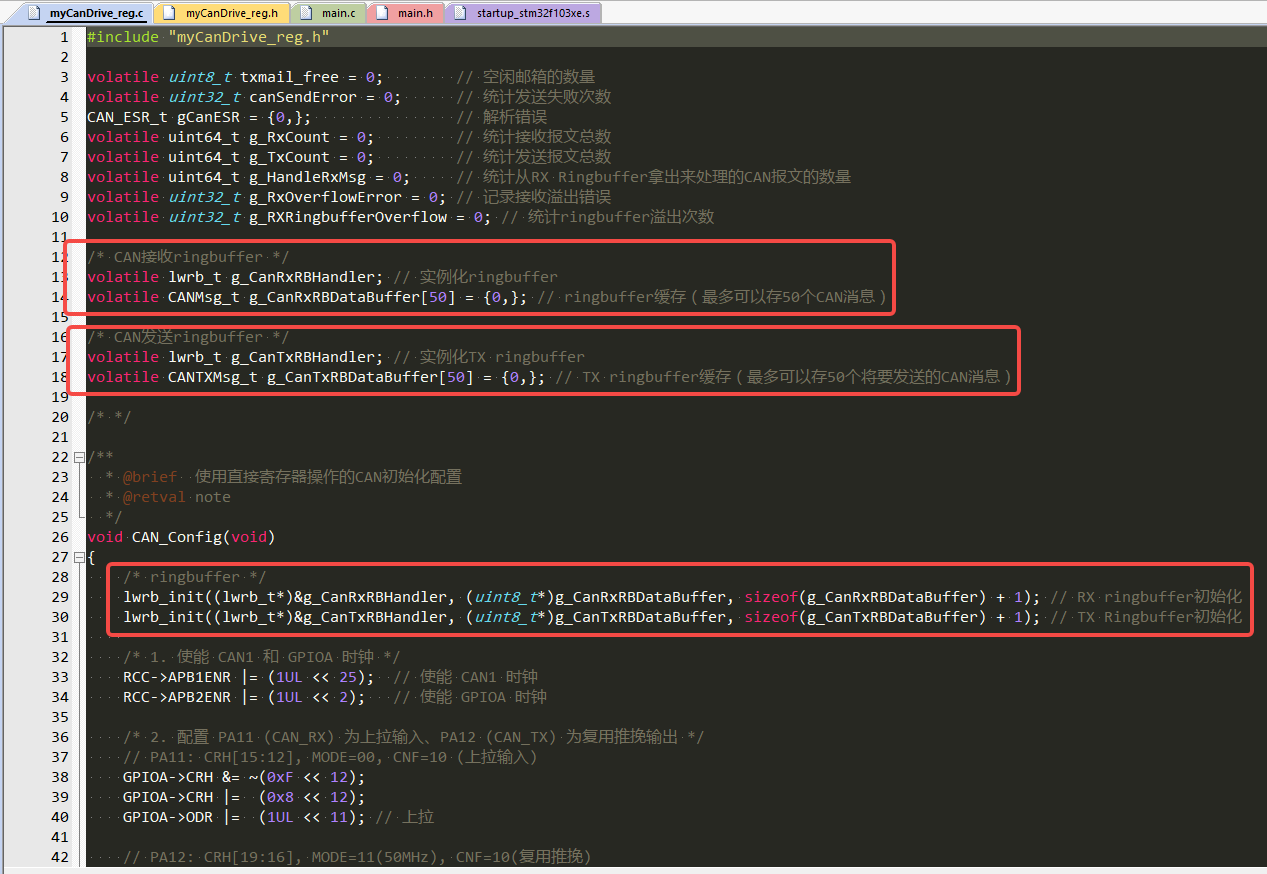 myCanDrive_reg.c myCanDrive_reg.h main.c main.h startup_stm32f103xe.s
1 #include "myCanDrive_reg.h"
2
3 volatile uint8_t txmail_free = 0; // 空闲邮箱的数量
4 volatile uint32_t canSendError = 0; // 统计发送失败次数
5 CAN_ESR_t gCanESR = {0,}; // 解析错误
6 volatile uint64_t g_RxCount = 0; // 统计接收报文总数
7 volatile uint64_t g_TxCount = 0; // 统计发送报文总数
8 volatile uint64_t g_HandleRxMsg = 0; // 统计从RX Ringbuffer拿出来处理的CAN报文的数量
9 volatile uint32_t g_RxOverflowError = 0; // 记录接收溢出错误
10 volatile uint32_t g_RXRingbufferOverflow = 0; // 统计ringbuffer溢出次数
11
12 /* CAN接收ringbuffer */
13 volatile lwrb_t g_CanRxRBHandler; // 实例化ringbuffer
14 volatile CANMsg_t g_CanRxRBDataBuffer[50] = {0,}; // ringbuffer缓存（最多可以存50个CAN消息）
15
16 /* CAN发送ringbuffer */
17 volatile lwrb_t g_CanTxRBHandler; // 实例化TX ringbuffer
18 volatile CANTXMsg_t g_CanTxRBDataBuffer[50] = {0,}; // TX ringbuffer缓存（最多可以存50个将要发送的CAN消息）
19
20 /* */
21
22 /**
23 * @brief 使用直接寄存器操作的CAN初始化配置
24 * @retval note
25 */
26 void CAN_Config(void)
27 {
28 /* ringbuffer */
29 lwrb_init((lwrb_t*)&g_CanRxRBHandler, (uint8_t*)g_CanRxRBDataBuffer, sizeof(g_CanRxRBDataBuffer) + 1); // RX ringbuffer初始化
30 lwrb_init((lwrb_t*)&g_CanTxRBHandler, (uint8_t*)g_CanTxRBDataBuffer, sizeof(g_CanTxRBDataBuffer) + 1); // TX Ringbuffer初始化
31
32 /* 1. 使能 CAN1 和 GPIOA 时钟 */
33 RCC->APB1ENR |= (1UL << 25); // 使能 CAN1 时钟
34 RCC->APB2ENR |= (1UL << 2); // 使能 GPIOA 时钟
35
36 /* 2. 配置 PA11 (CAN_RX) 为上拉输入、PA12 (CAN_TX) 为复用推挽输出 */
37 // PA11: CRH[15:12], MODE=00, CNF=10 (上拉输入)
38 GPIOA->CRH &= ~(0xF << 12);
39 GPIOA->CRH |= (0x8 << 12);
40 GPIOA->ODR |= (1UL << 11); // 上拉
41
42 // PA12: CRH[19:16], MODE=11(50MHz), CNF=10(复用推挽)